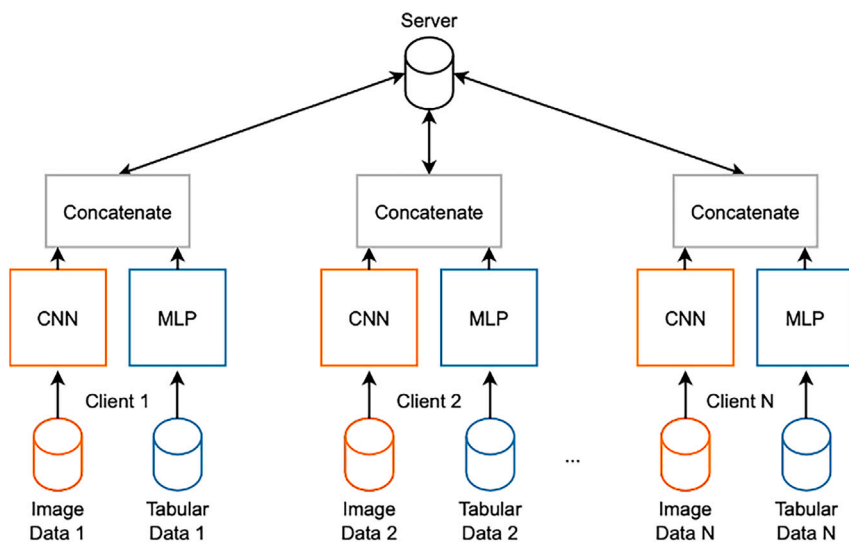 Server
Concatenate
Concatenate
Concatenate
CNN
MLP
CNN
MLP
CNN
MLP
Client 1
Client 2
Client N
...
Image
Data 1
Tabular
Data 1
Image
Data 2
Tabular
Data 2
Image
Data N
Tabular
Data N